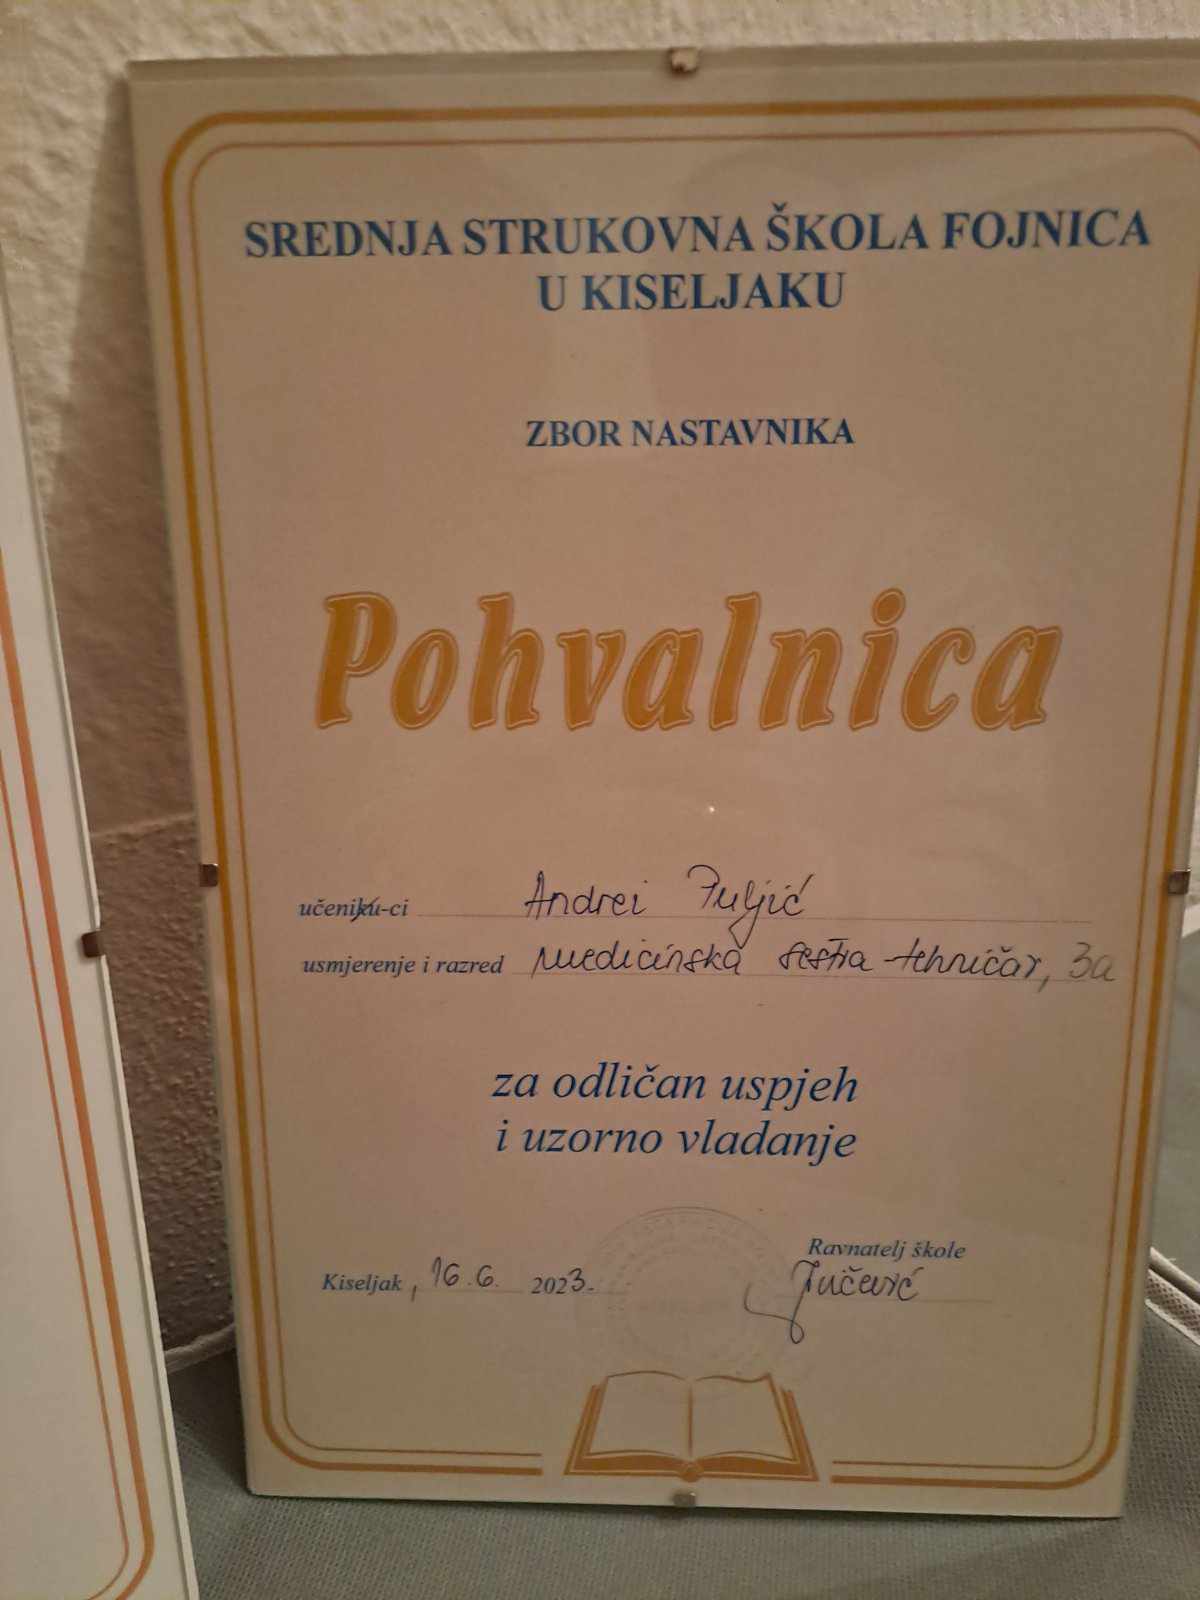 SREDNJA STRUKOVNA ŠKOLA FOJNICA
U KISELJAKU
ZBOR NASTAVNIKA
Pohvalnica
učeniku-ci Andrei Puljić
usmjerenje i razred Medicinska sestra-tehničar, 3a
za odličan uspjeh
i uzorno vladanje
Ravnatelj škole
Kiseljak, 16.6. 2023.